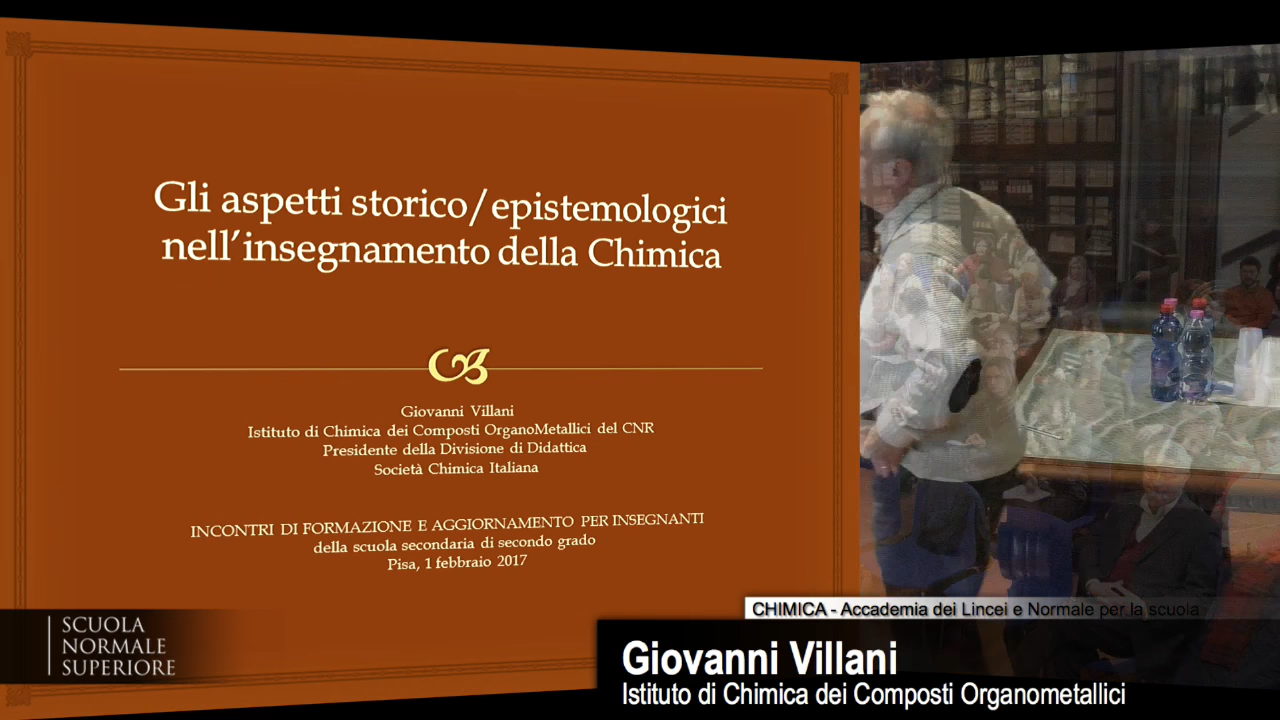 Gli aspetti storico/epistemologici
nell'insegnamento della Chimica
Giovanni Villani
Istituto di Chimica dei Composti OrganoMetallici del CNR
Presidente della Divisione di Didattica
Società Chimica Italiana
INCONTRI DI FORMAZIONE E AGGIORNAMENTO PER INSEGNANTI
della scuola secondaria di secondo grado
Pisa, 1 febbraio 2017
SCUOLA
NORMALE
SUPERIORE
CHIMICA - Accademia dei Lincei e Normale per la scuola
Giovanni Villani
Istituto di Chimica dei Composti Organometallici